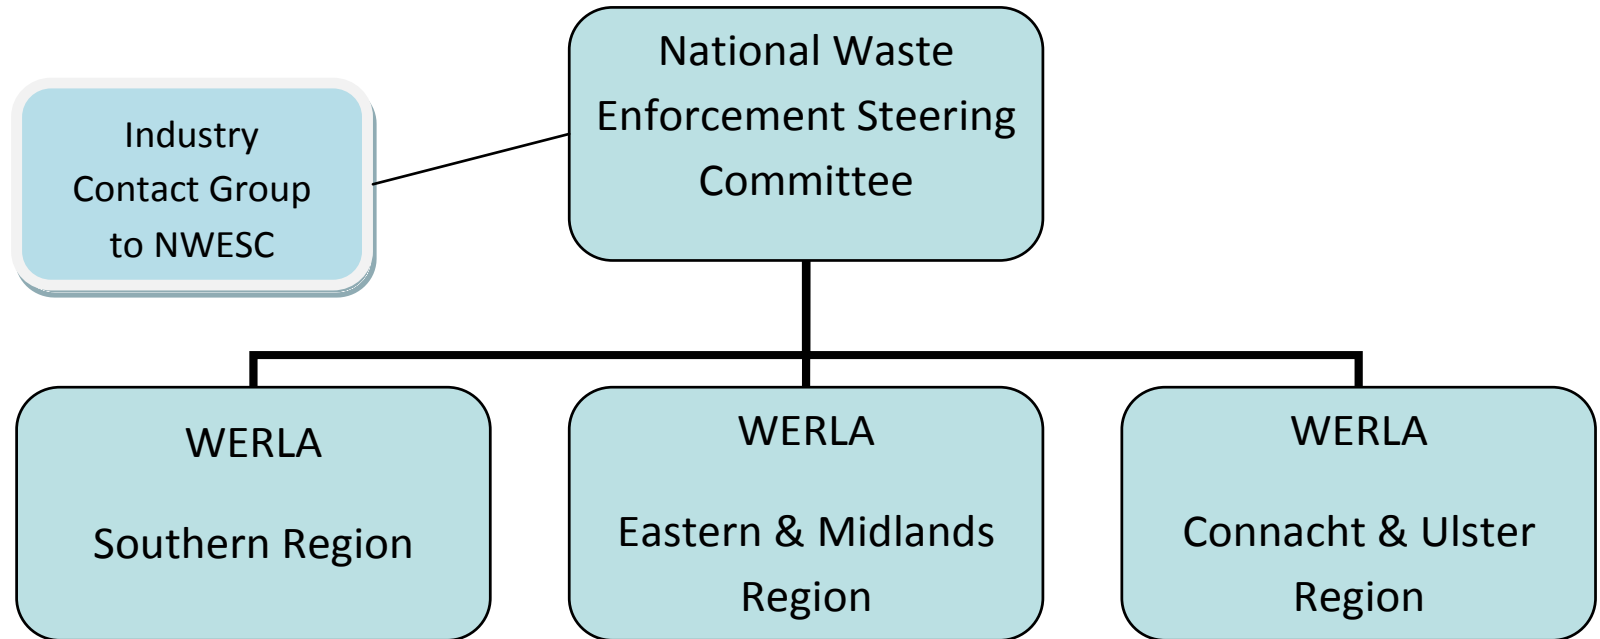 National Waste
Enforcement Steering
Committee
Industry
Contact Group
to NWESC
WERLA
Southern Region
WERLA
Eastern & Midlands
Region
WERLA
Connacht & Ulster
Region